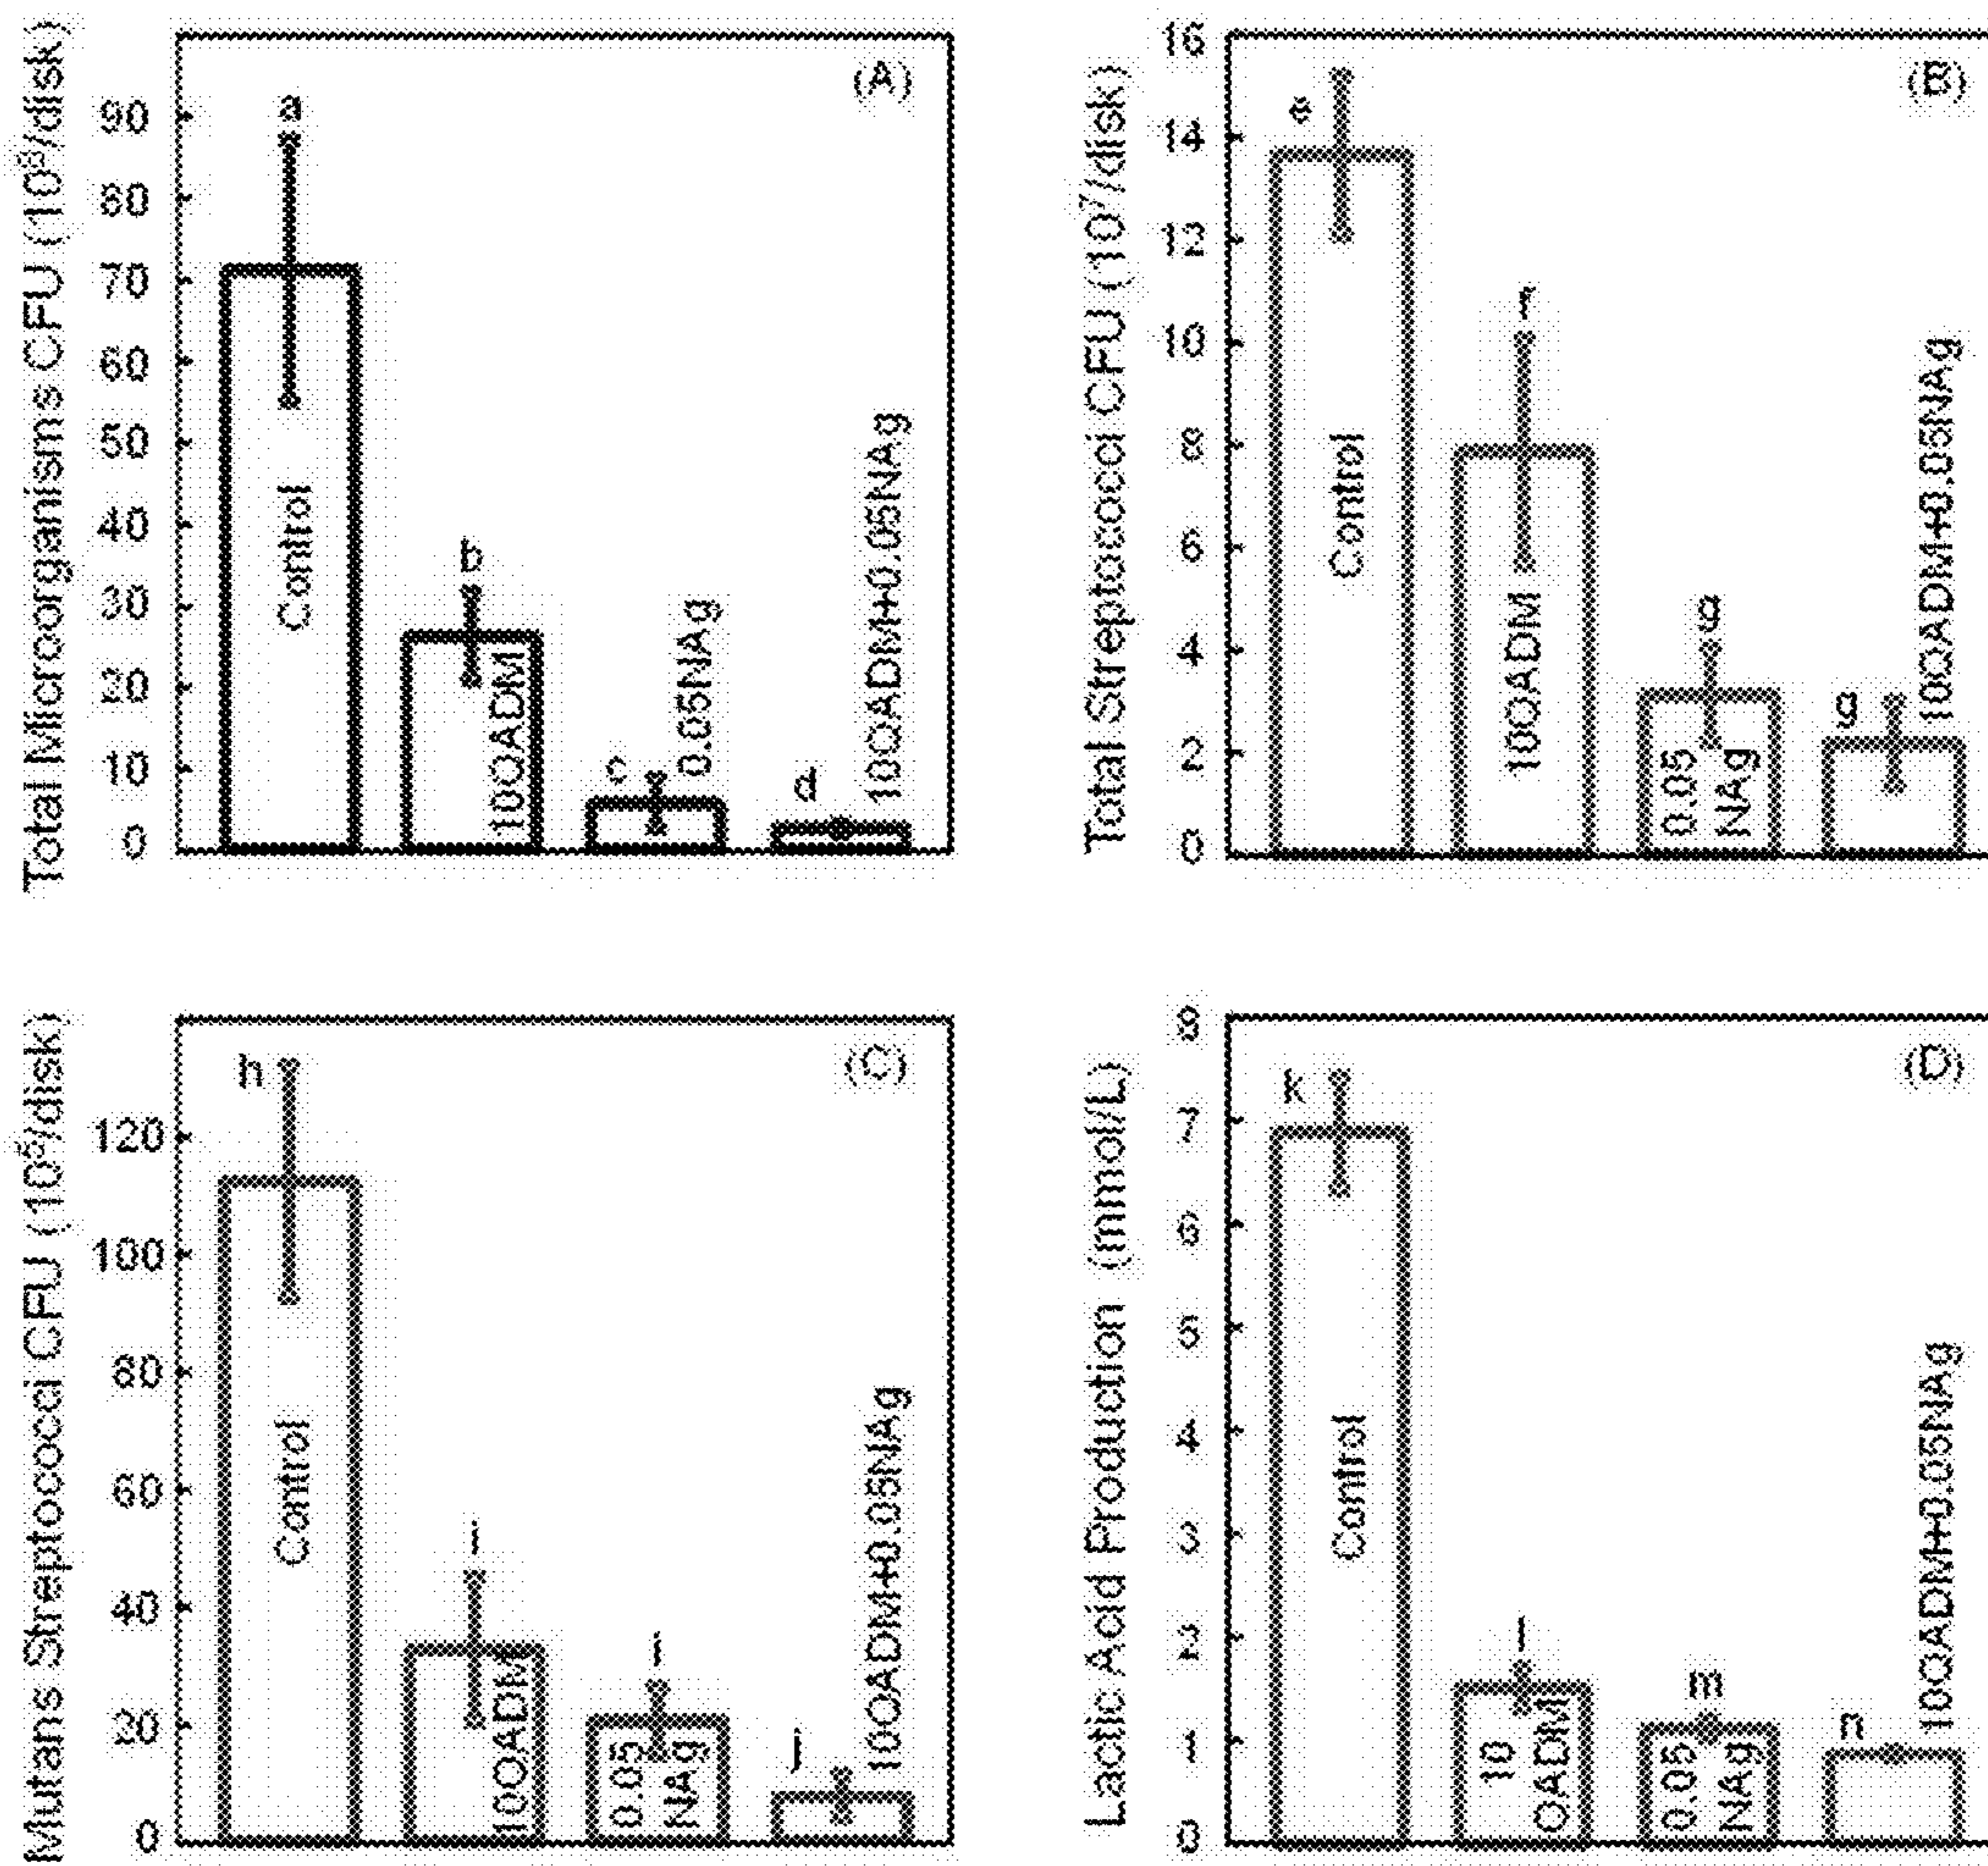 Total Microorganisms CFU (10⁸/disk)
90
80
70
60
50
40
30
20
10
0
(A)
a
Control
b
10QADM
c
0.05NAg
d
10QADM+0.05NAg
Total Streptococci CFU (10⁷/disk)
16
14
12
10
8
6
4
2
0
(B)
e
Control
f
10QADM
g
0.05
NAg
g
10QADM+0.05NAg
Mutans Streptococci CFU (10⁵/disk)
120
100
80
60
40
20
0
(C)
h
Control
i
10QADM
i
0.05
NAg
j
10QADM+0.05NAg
Lactic Acid Production (mmol/L)
8
7
6
5
4
3
2
1
0
(D)
k
Control
l
10
QADM
m
0.05
NAg
n
10QADM+0.05NAg